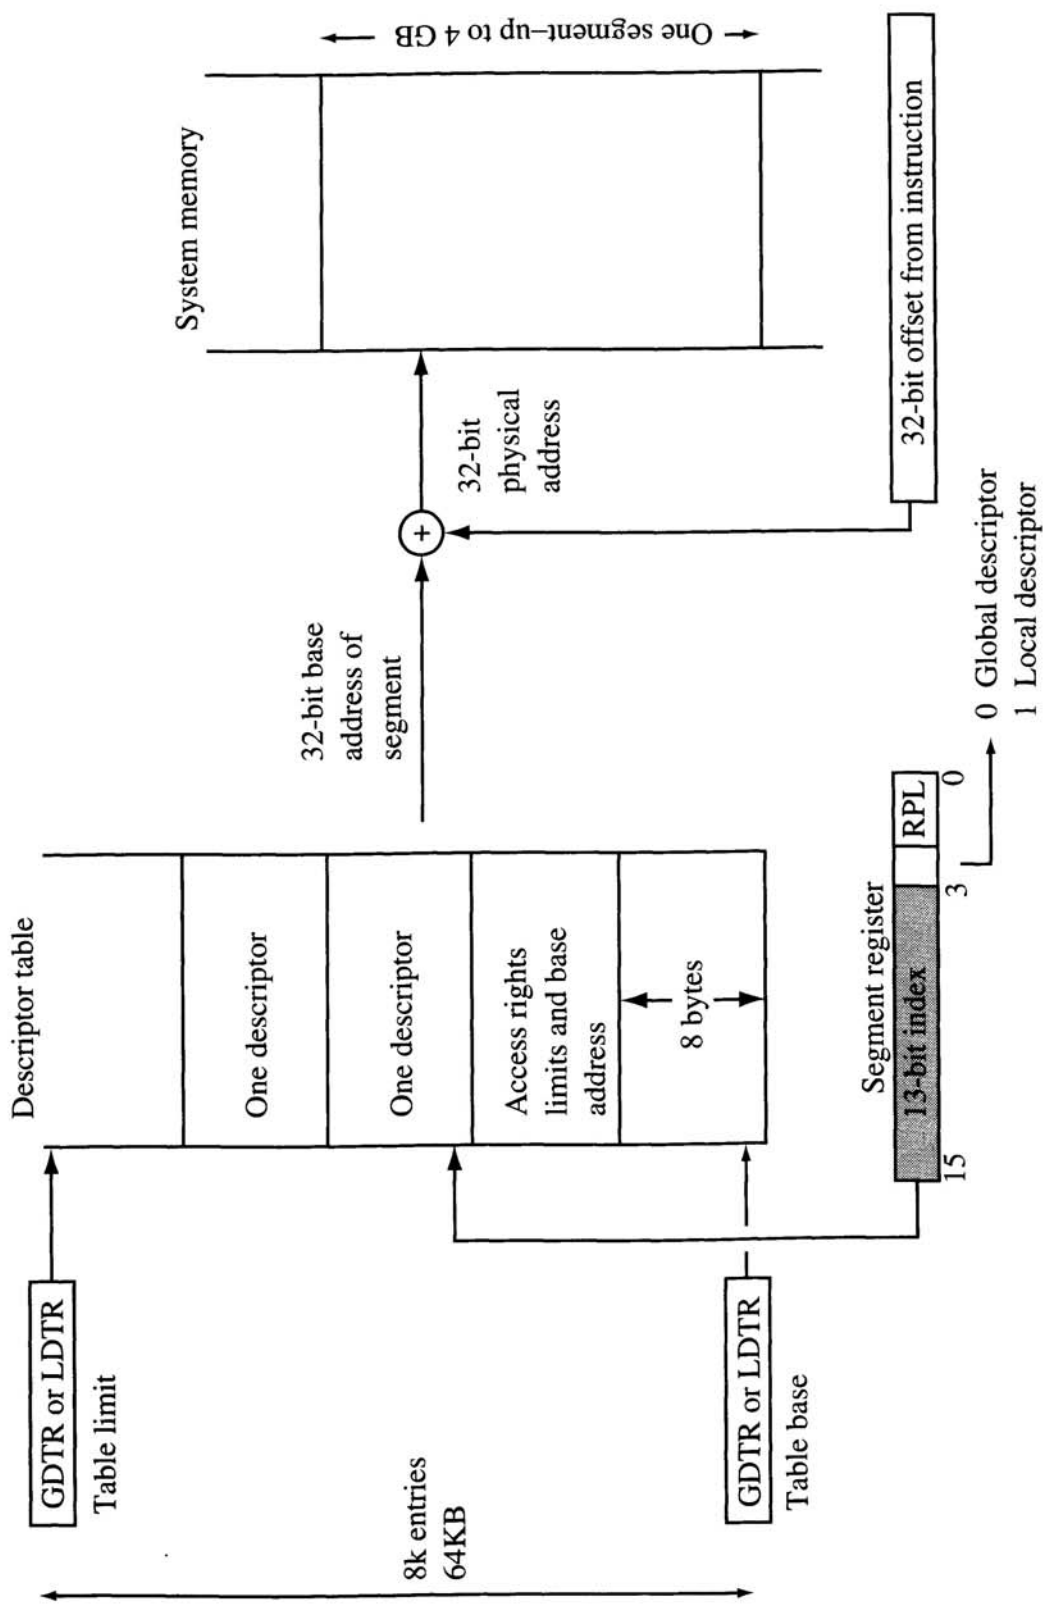 Descriptor table
System memory
GDTR or LDTR
Table limit
One descriptor
One descriptor
Access rights
limits and base
address
8 bytes
8k entries
64KB
GDTR or LDTR
Table base
32-bit base
address of
segment
+
32-bit
physical
address
One segment–up to 4 GB
Segment register
13-bit index
RPL
15
3
0
0 Global descriptor
1 Local descriptor
32-bit offset from instruction